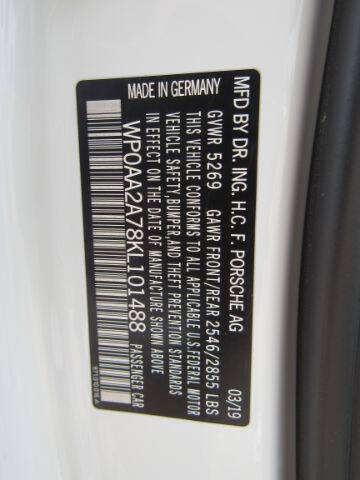 MFD BY DR. ING. H.C. F. PORSCHE AG 03/19
GVWR 5269 GAWR FRONT/REAR 2546/2855 LBS
THIS VEHICLE CONFORMS TO ALL APPLICABLE U.S. FEDERAL MOTOR
VEHICLE SAFETY, BUMPER, AND THEFT PREVENTION STANDARDS
IN EFFECT ON THE DATE OF MANUFACTURE SHOWN ABOVE
WP0AA2A78KL101488 PASSENGER CAR
MADE IN GERMANY